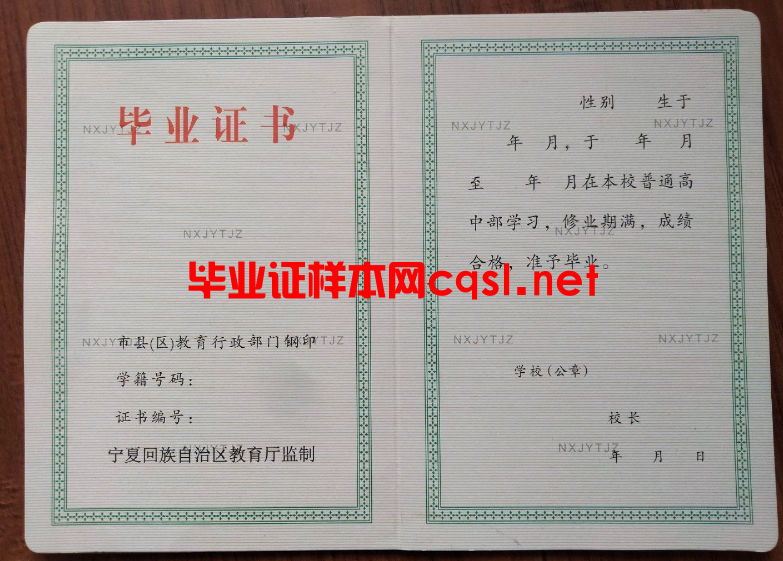 毕业证书
NXJYTJZ
NXJYTJZ
NXJYTJZ
市县(区)教育行政部门钢印
NXJYTJZ
NXJYTJZ
学籍号码：
证书编号：
宁夏回族自治区教育厅监制
NXJYTJZ
性别 生于
NXJYTJZ
NXJYTJZ
年 月，于 年 月
至 年 月在本校普通高
中部学习，修业期满，成绩
NXJYTJZ
合格，准予毕业。
NXJYTJZ
NXJYTJZ
学校(公章)
校长
NXJYTJZ
年 月 日
毕业证样本网cqsl.net